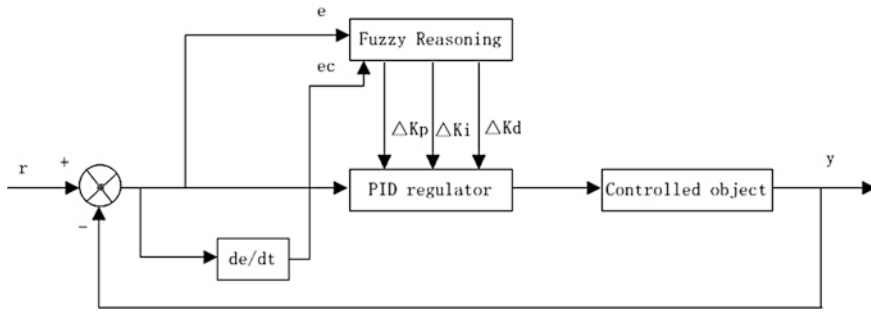 e
Fuzzy Reasoning
ec
△Kp
△Ki
△Kd
r
+
-
PID regulator
Controlled object
y
de/dt